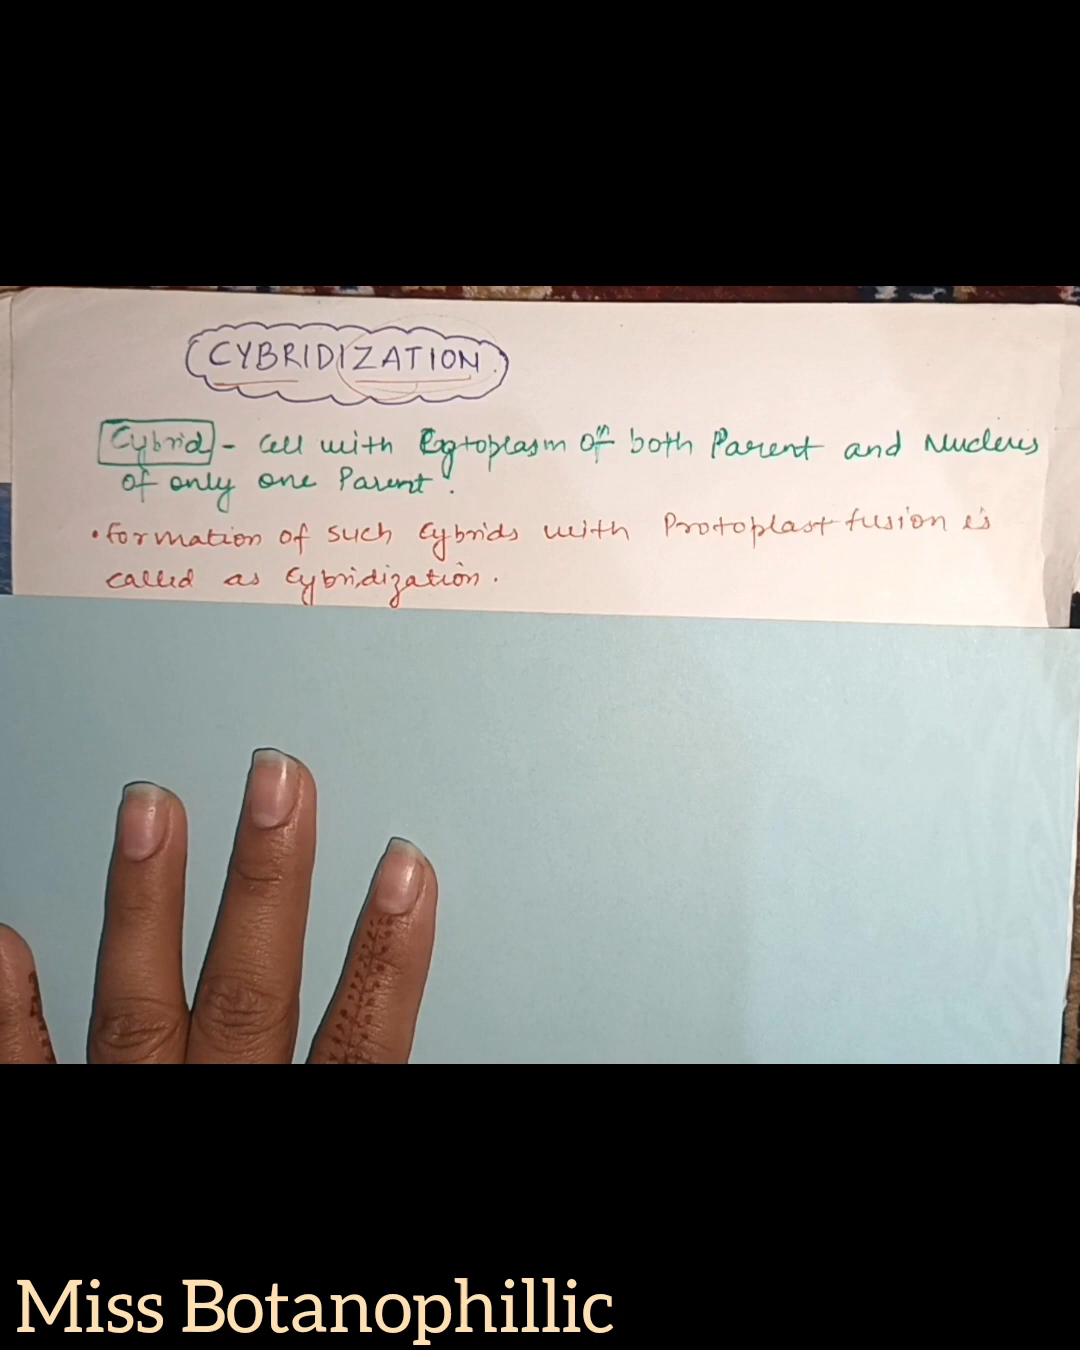 CYBRIDIZATION
Cybrid - Cell with Cytoplasm of both Parent and Nucleus
of only one Parent.
• Formation of such Cybrids with Protoplast fusion is
called as Cybridization.
Miss Botanophillic